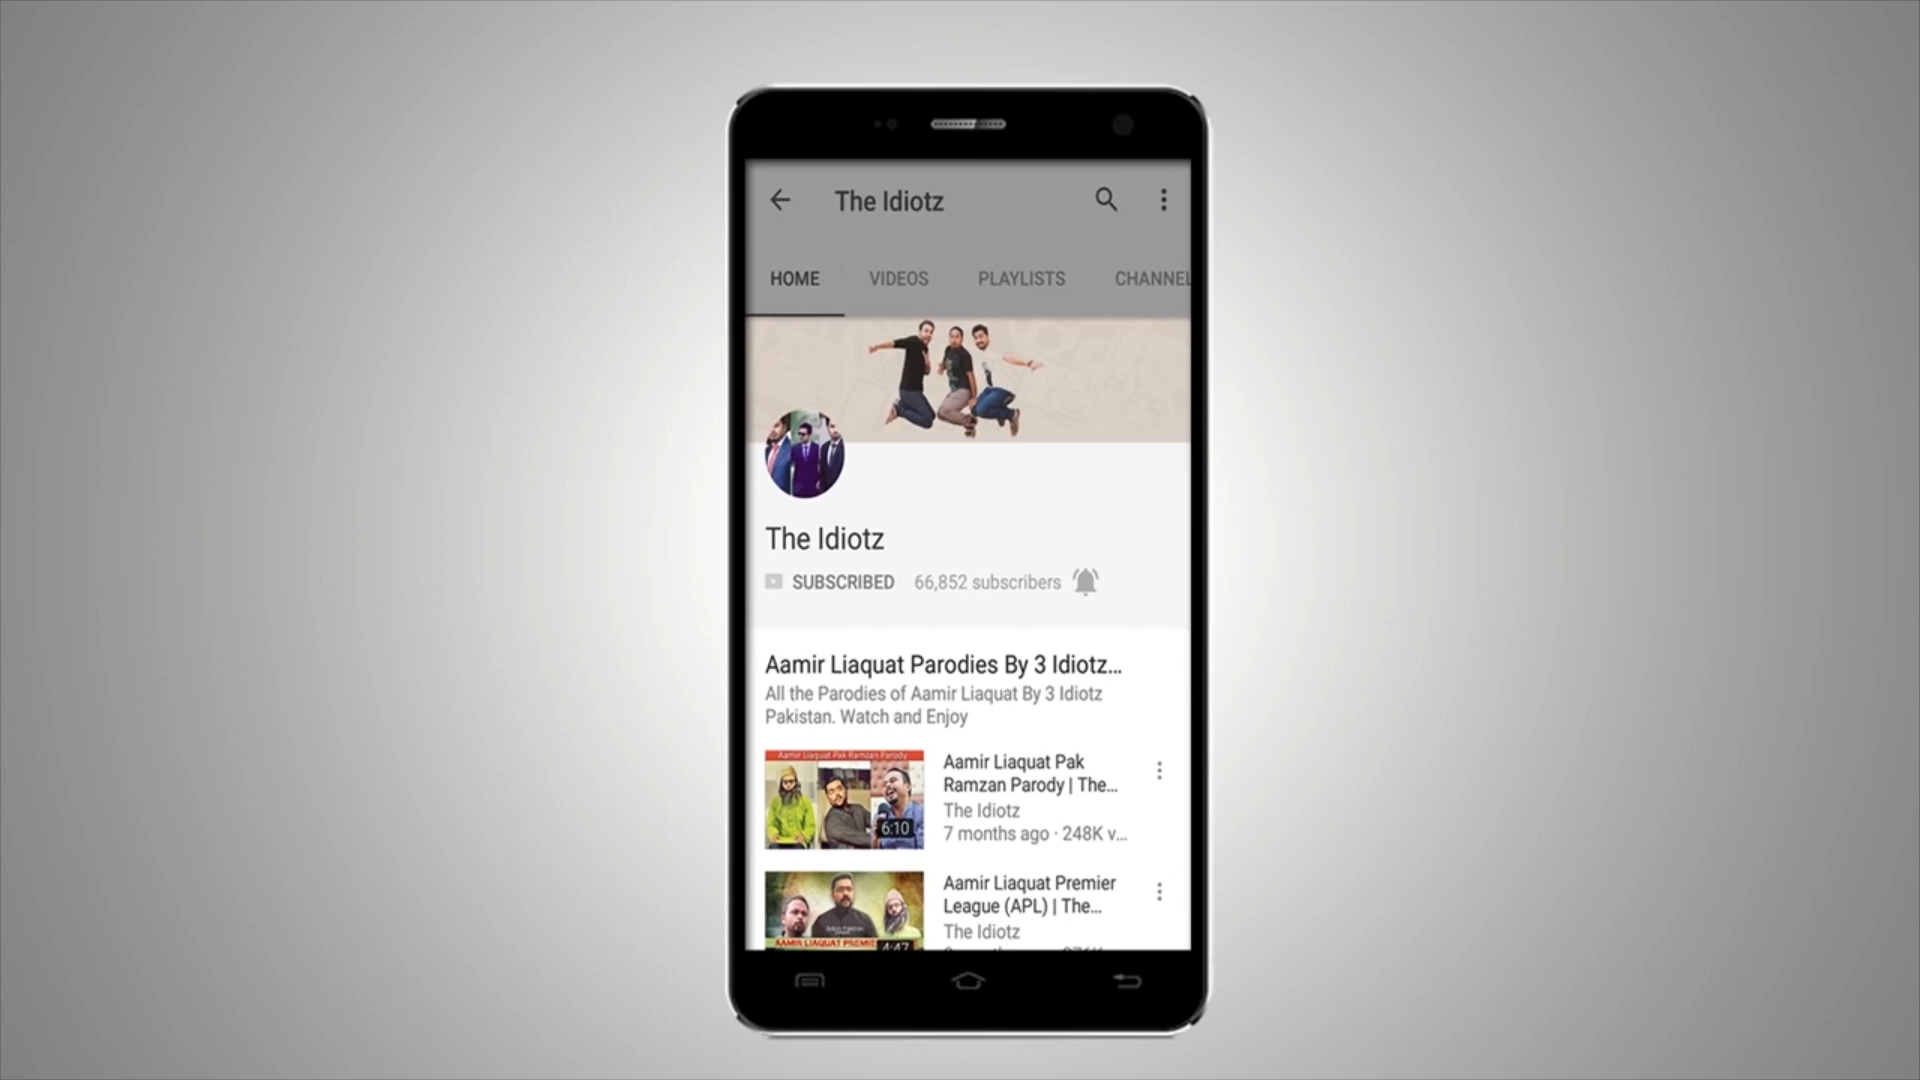 The Idiotz
HOME VIDEOS PLAYLISTS CHANNEL
The Idiotz
SUBSCRIBED 66,852 subscribers
Aamir Liaquat Parodies By 3 Idiotz...
All the Parodies of Aamir Liaquat By 3 Idiotz
Pakistan. Watch and Enjoy
Aamir Liaquat Pak Ramzan Parody
6:10
Aamir Liaquat Pak
Ramzan Parody | The...
The Idiotz
7 months ago · 248K v...
AAMIR LIAQUAT PREMIE
4:47
Aamir Liaquat Premier
League (APL) | The...
The Idiotz